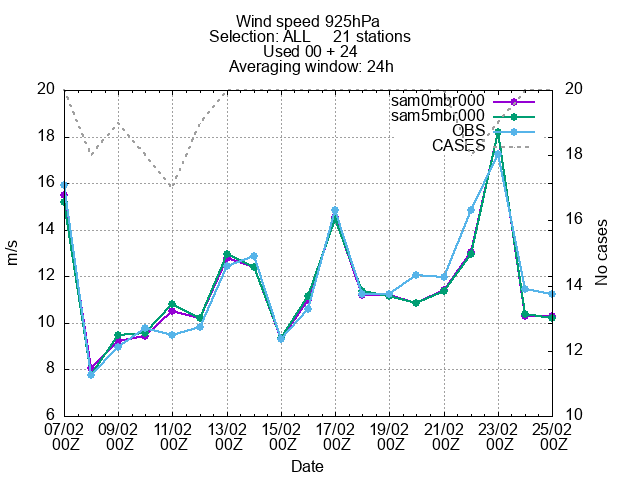 Wind speed 925hPa
Selection: ALL 21 stations
Used 00 + 24
Averaging window: 24h
sam0mbr000
sam5mbr000
OBS
CASES
20
18
16
14
12
10
8
6
m/s
20
18
16
14
12
10
No cases
07/02 09/02 11/02 13/02 15/02 17/02 19/02 21/02 23/02 25/02
00Z 00Z 00Z 00Z 00Z 00Z 00Z 00Z 00Z 00Z
Date